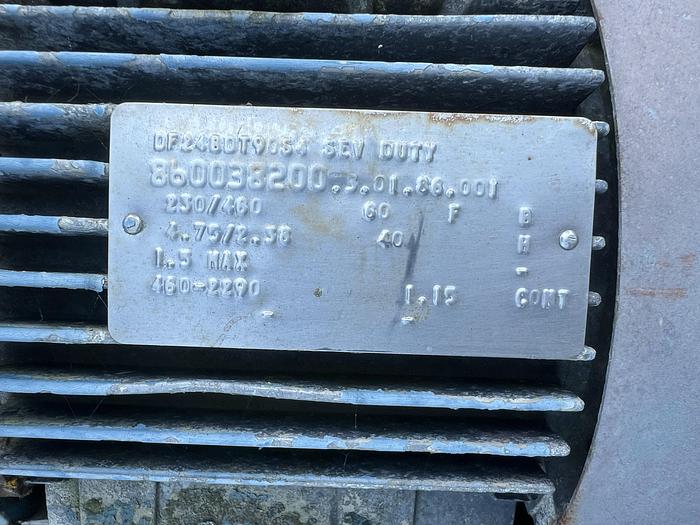 DF24BDT90S4 SEV DUTY
860038200.3.01.86.001
230/460 60 F B
4.75/2.38 40 H
1.5 MAX -
460-2290 1.15 CONT
- -